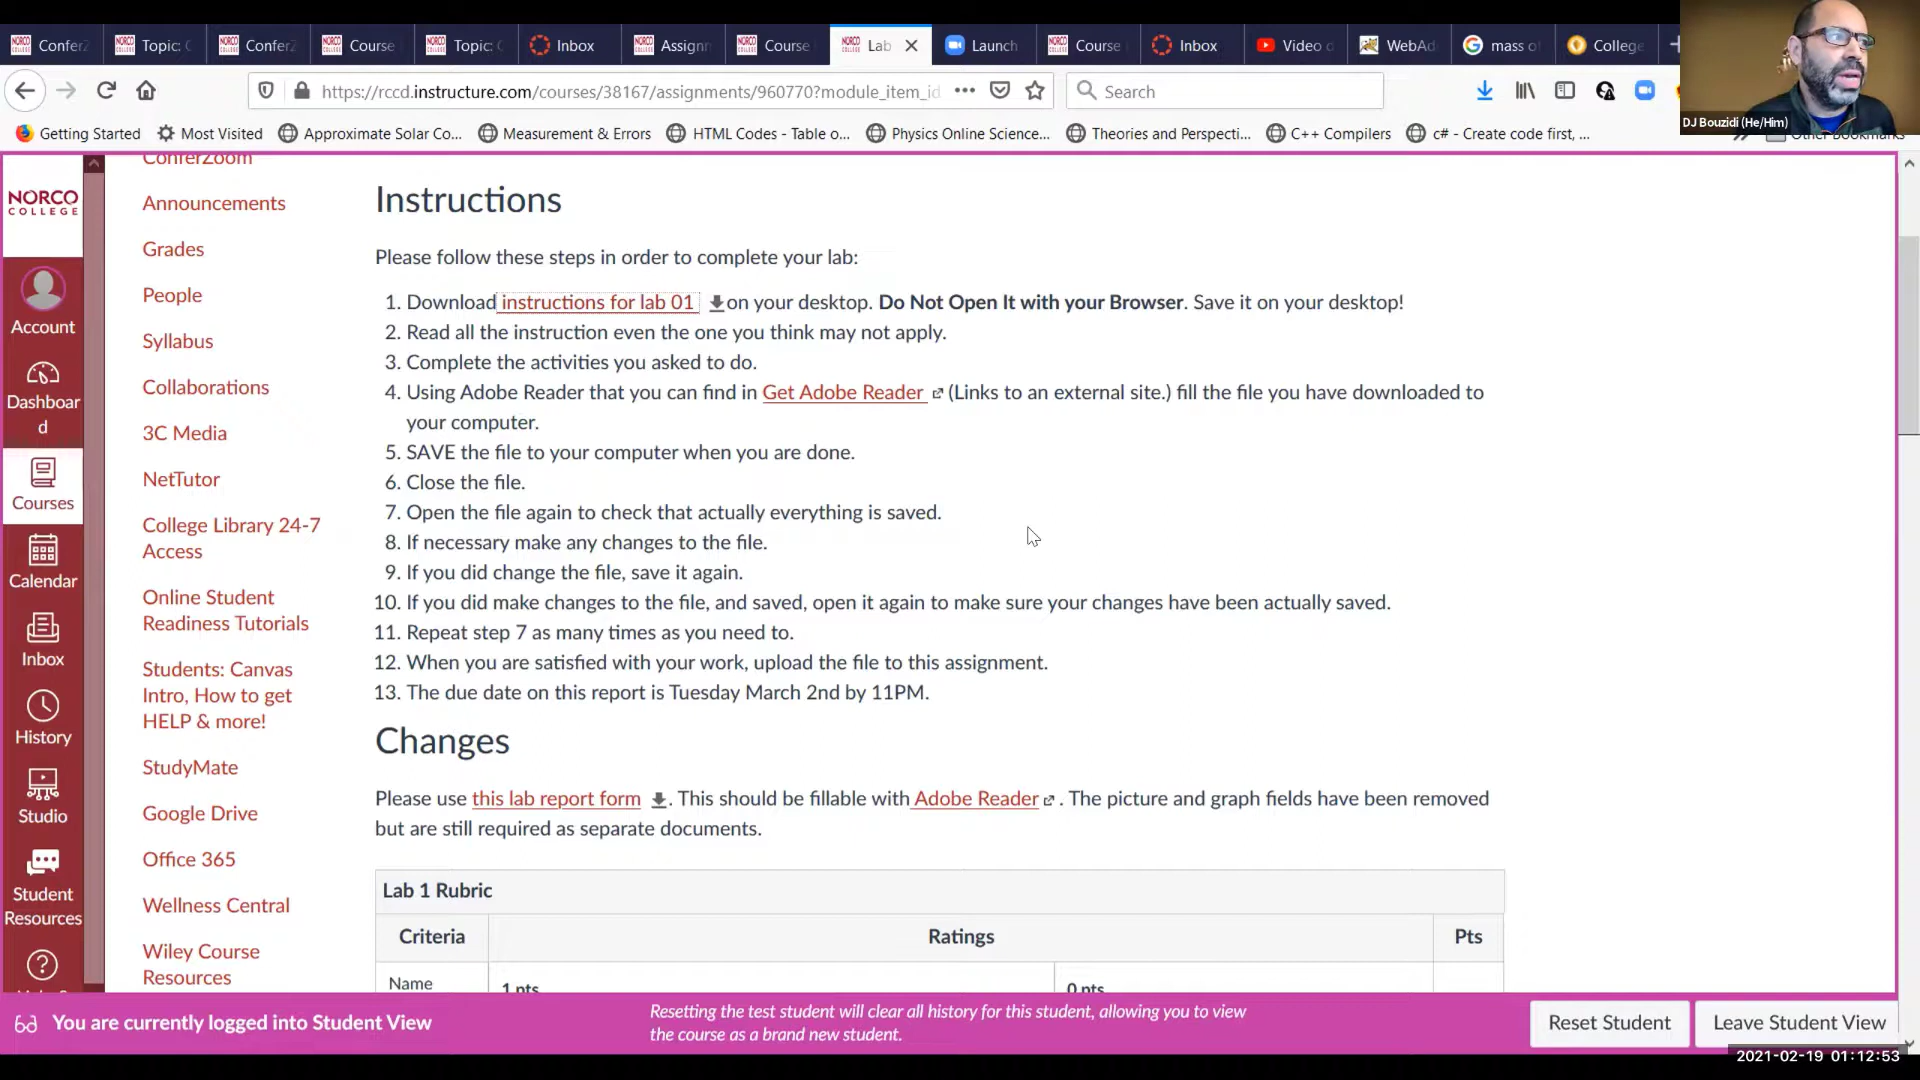 Confer
Topic:
ConferZ
Course
Topic:
Inbox
Assignn
Course
Lab
Launch
Course
Inbox
Video
WebAd
mass o
College
https://rccd.instructure.com/courses/38167/assignments/960770?module_item_id
Search
DJ Bouzidi (He/Him)
Getting Started
Most Visited
Approximate Solar Co...
Measurement & Errors
HTML Codes - Table o...
Physics Online Science...
Theories and Perspecti...
C++ Compilers
c# - Create code first, ...
Other Bookmarks
NORCO
COLLEGE
Account
Dashboar
d
Courses
Calendar
Inbox
History
Studio
Student
Resources
ConferZoom
Announcements
Grades
People
Syllabus
Collaborations
3C Media
NetTutor
College Library 24-7
Access
Online Student
Readiness Tutorials
Students: Canvas
Intro, How to get
HELP & more!
StudyMate
Google Drive
Office 365
Wellness Central
Wiley Course
Resources
Instructions
Please follow these steps in order to complete your lab:
1. Download instructions for lab 01 on your desktop. Do Not Open It with your Browser. Save it on your desktop!
2. Read all the instruction even the one you think may not apply.
3. Complete the activities you asked to do.
4. Using Adobe Reader that you can find in Get Adobe Reader (Links to an external site.) fill the file you have downloaded to
your computer.
5. SAVE the file to your computer when you are done.
6. Close the file.
7. Open the file again to check that actually everything is saved.
8. If necessary make any changes to the file.
9. If you did change the file, save it again.
10. If you did make changes to the file, and saved, open it again to make sure your changes have been actually saved.
11. Repeat step 7 as many times as you need to.
12. When you are satisfied with your work, upload the file to this assignment.
13. The due date on this report is Tuesday March 2nd by 11PM.
Changes
Please use this lab report form . This should be fillable with Adobe Reader . The picture and graph fields have been removed
but are still required as separate documents.
Lab 1 Rubric
Criteria Ratings Pts
Name 1 pts 0 pts
You are currently logged into Student View
Resetting the test student will clear all history for this student, allowing you to view
the course as a brand new student.
Reset Student
Leave Student View
2021-02-19 01:12:53